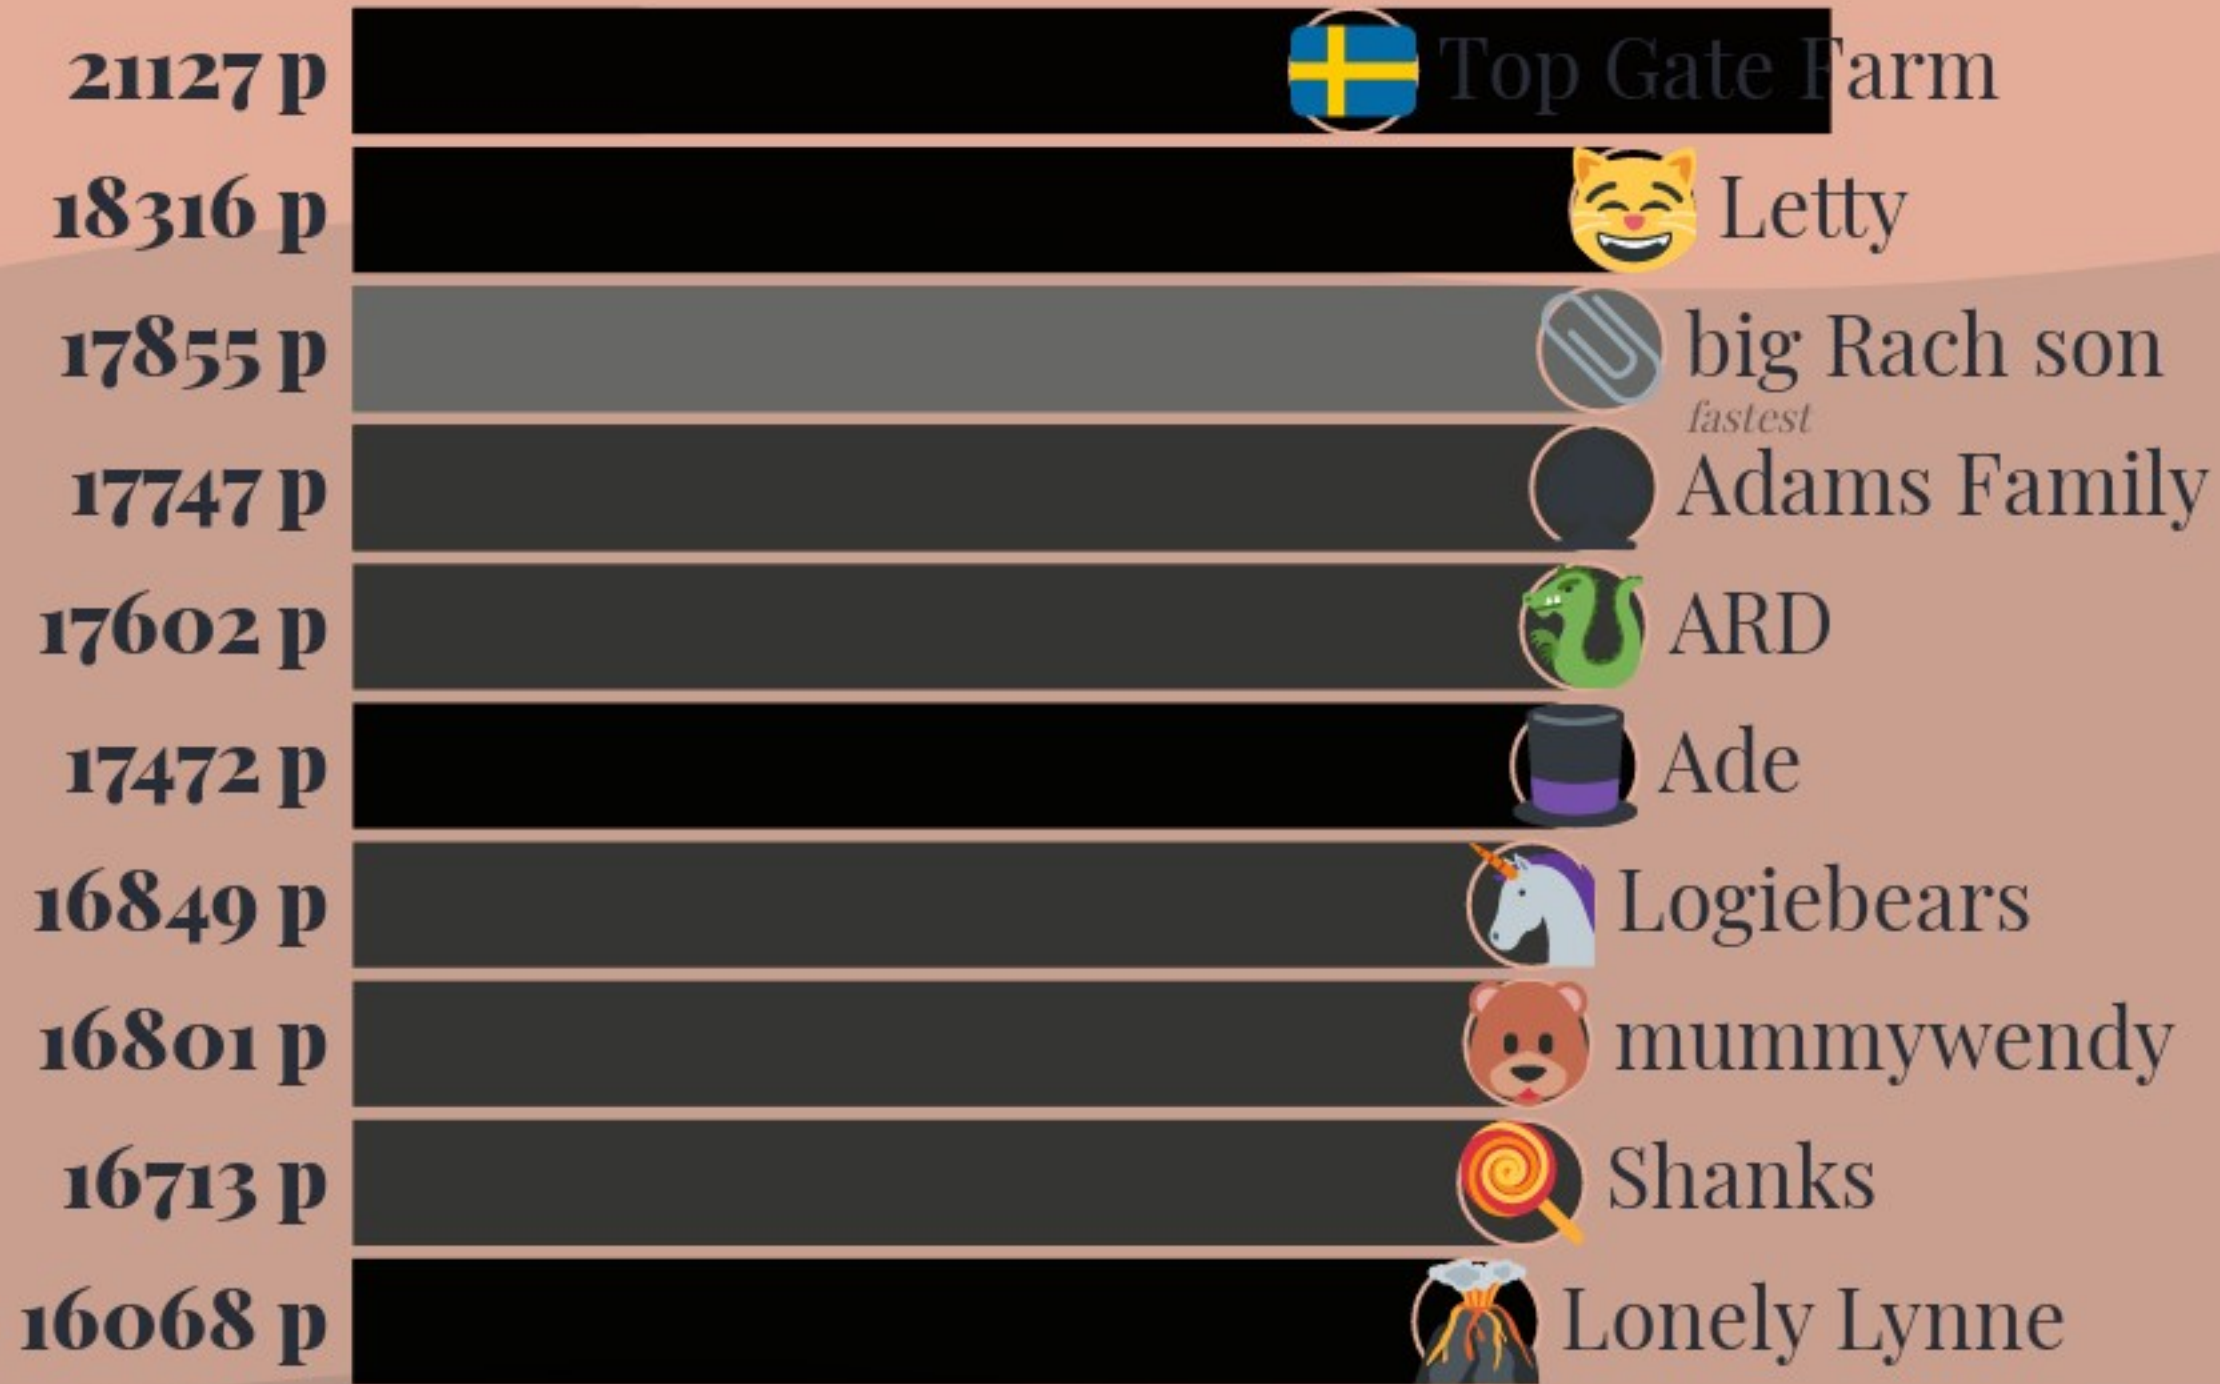 21127 p Top Gate Farm
18316 p Letty
17855 p big Rach son
fastest
17747 p Adams Family
17602 p ARD
17472 p Ade
16849 p Logiebears
16801 p mummywendy
16713 p Shanks
16068 p Lonely Lynne